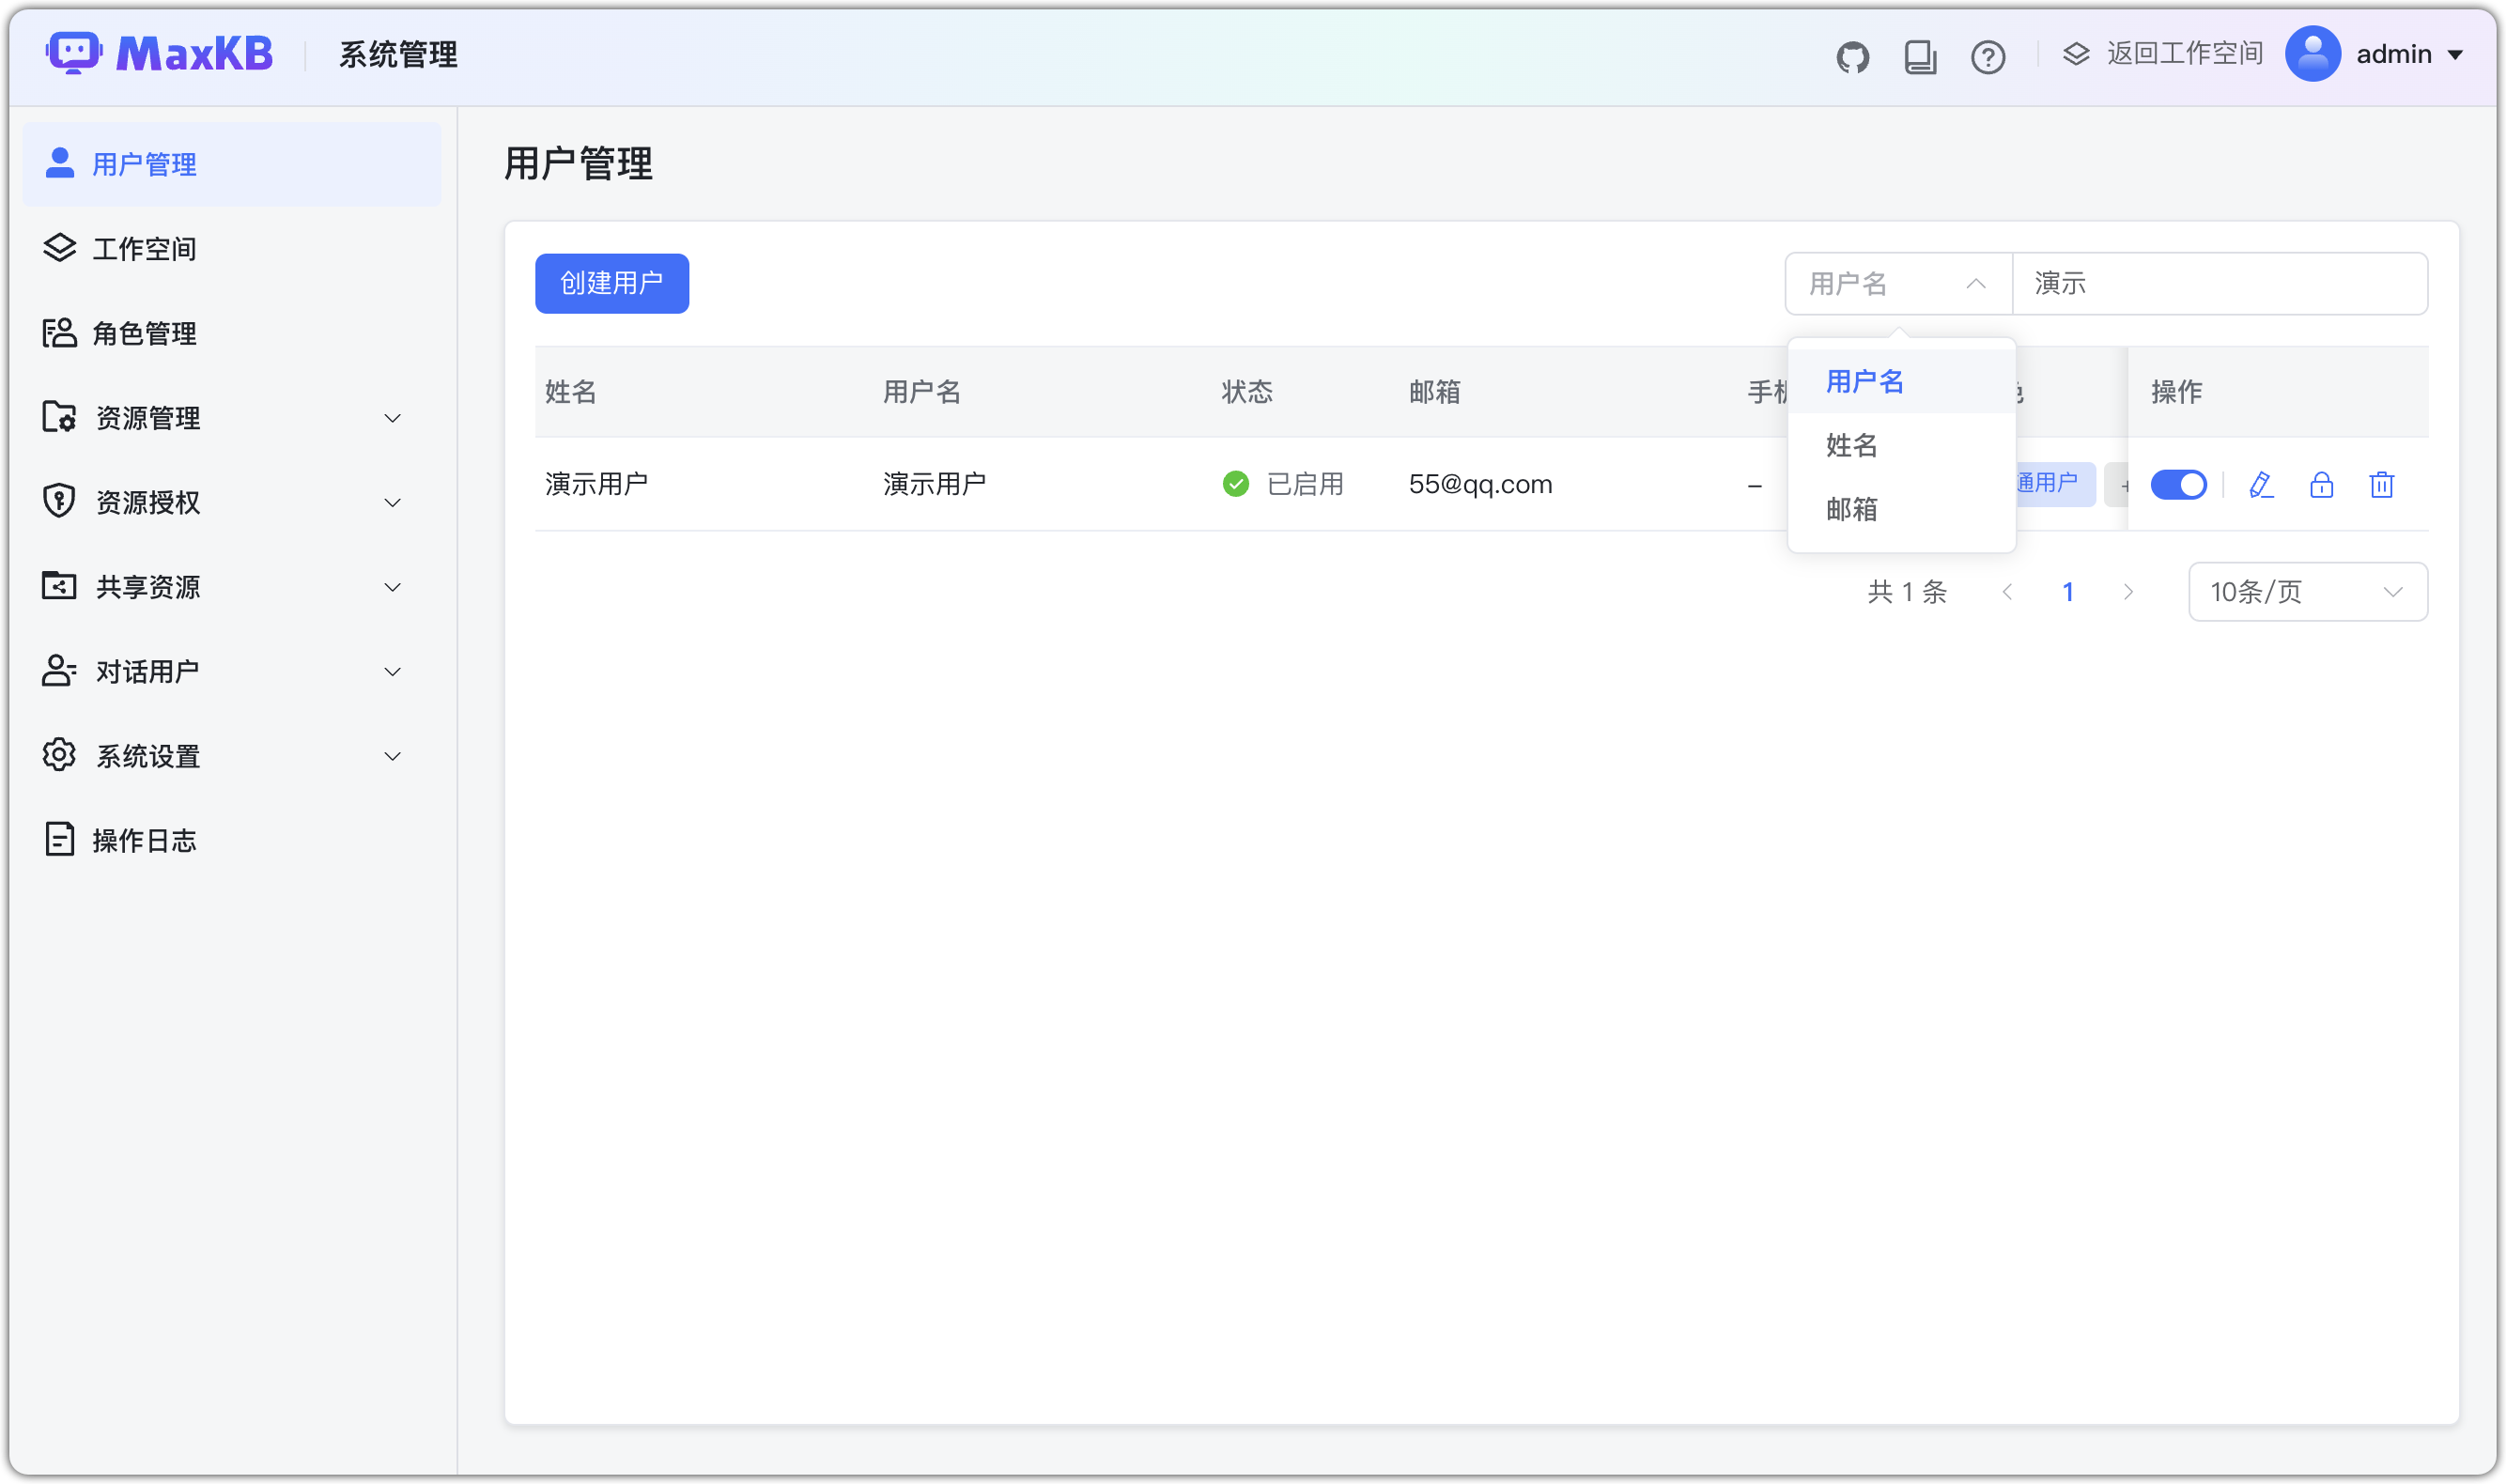 MaxKB 系统管理 返回工作空间 admin
用户管理
工作空间
角色管理
资源管理
资源授权
共享资源
对话用户
系统设置
操作日志
用户管理
创建用户 用户名 演示
姓名 用户名 状态 邮箱 手机 操作
演示用户 演示用户 已启用 55@qq.com – 通用户 +
用户名
姓名
邮箱
共 1 条 1 10条/页